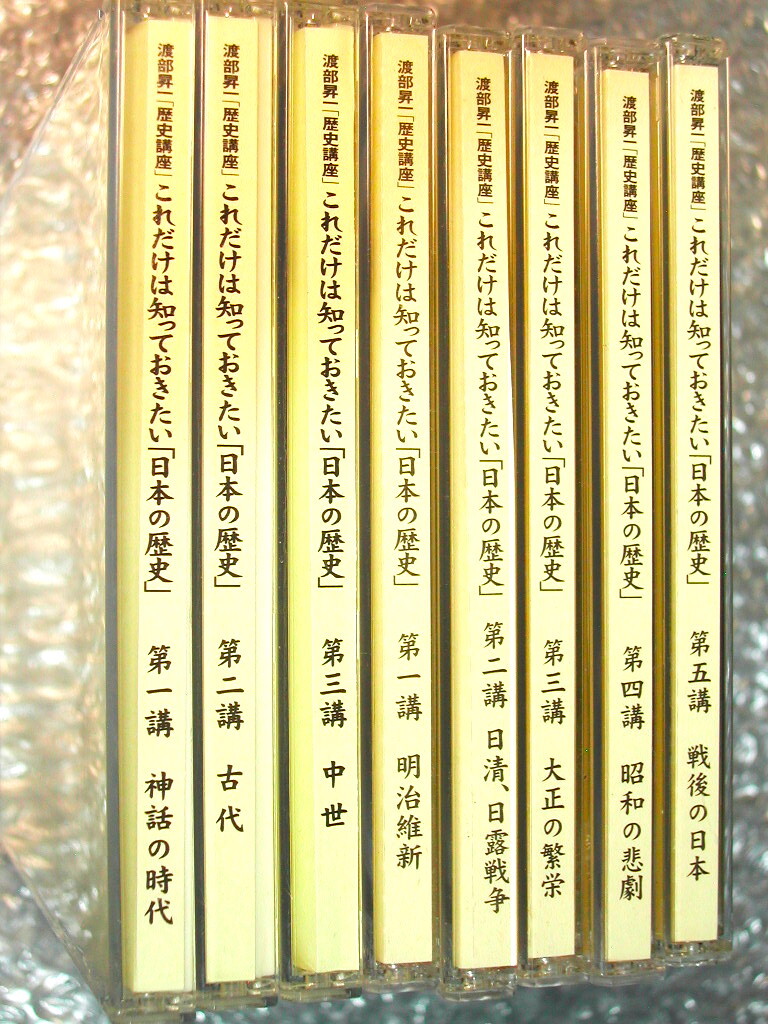 渡部昇一「歴史講座」これだけは知っておきたい「日本の歴史」 第一講 神話の時代
渡部昇一「歴史講座」これだけは知っておきたい「日本の歴史」 第二講 古代
渡部昇一「歴史講座」これだけは知っておきたい「日本の歴史」 第三講 中世
渡部昇一「歴史講座」これだけは知っておきたい「日本の歴史」 第一講 明治維新
渡部昇一「歴史講座」これだけは知っておきたい「日本の歴史」 第二講 日清、日露戦争
渡部昇一「歴史講座」これだけは知っておきたい「日本の歴史」 第三講 大正の繁栄
渡部昇一「歴史講座」これだけは知っておきたい「日本の歴史」 第四講 昭和の悲劇
渡部昇一「歴史講座」これだけは知っておきたい「日本の歴史」 第五講 戦後の日本